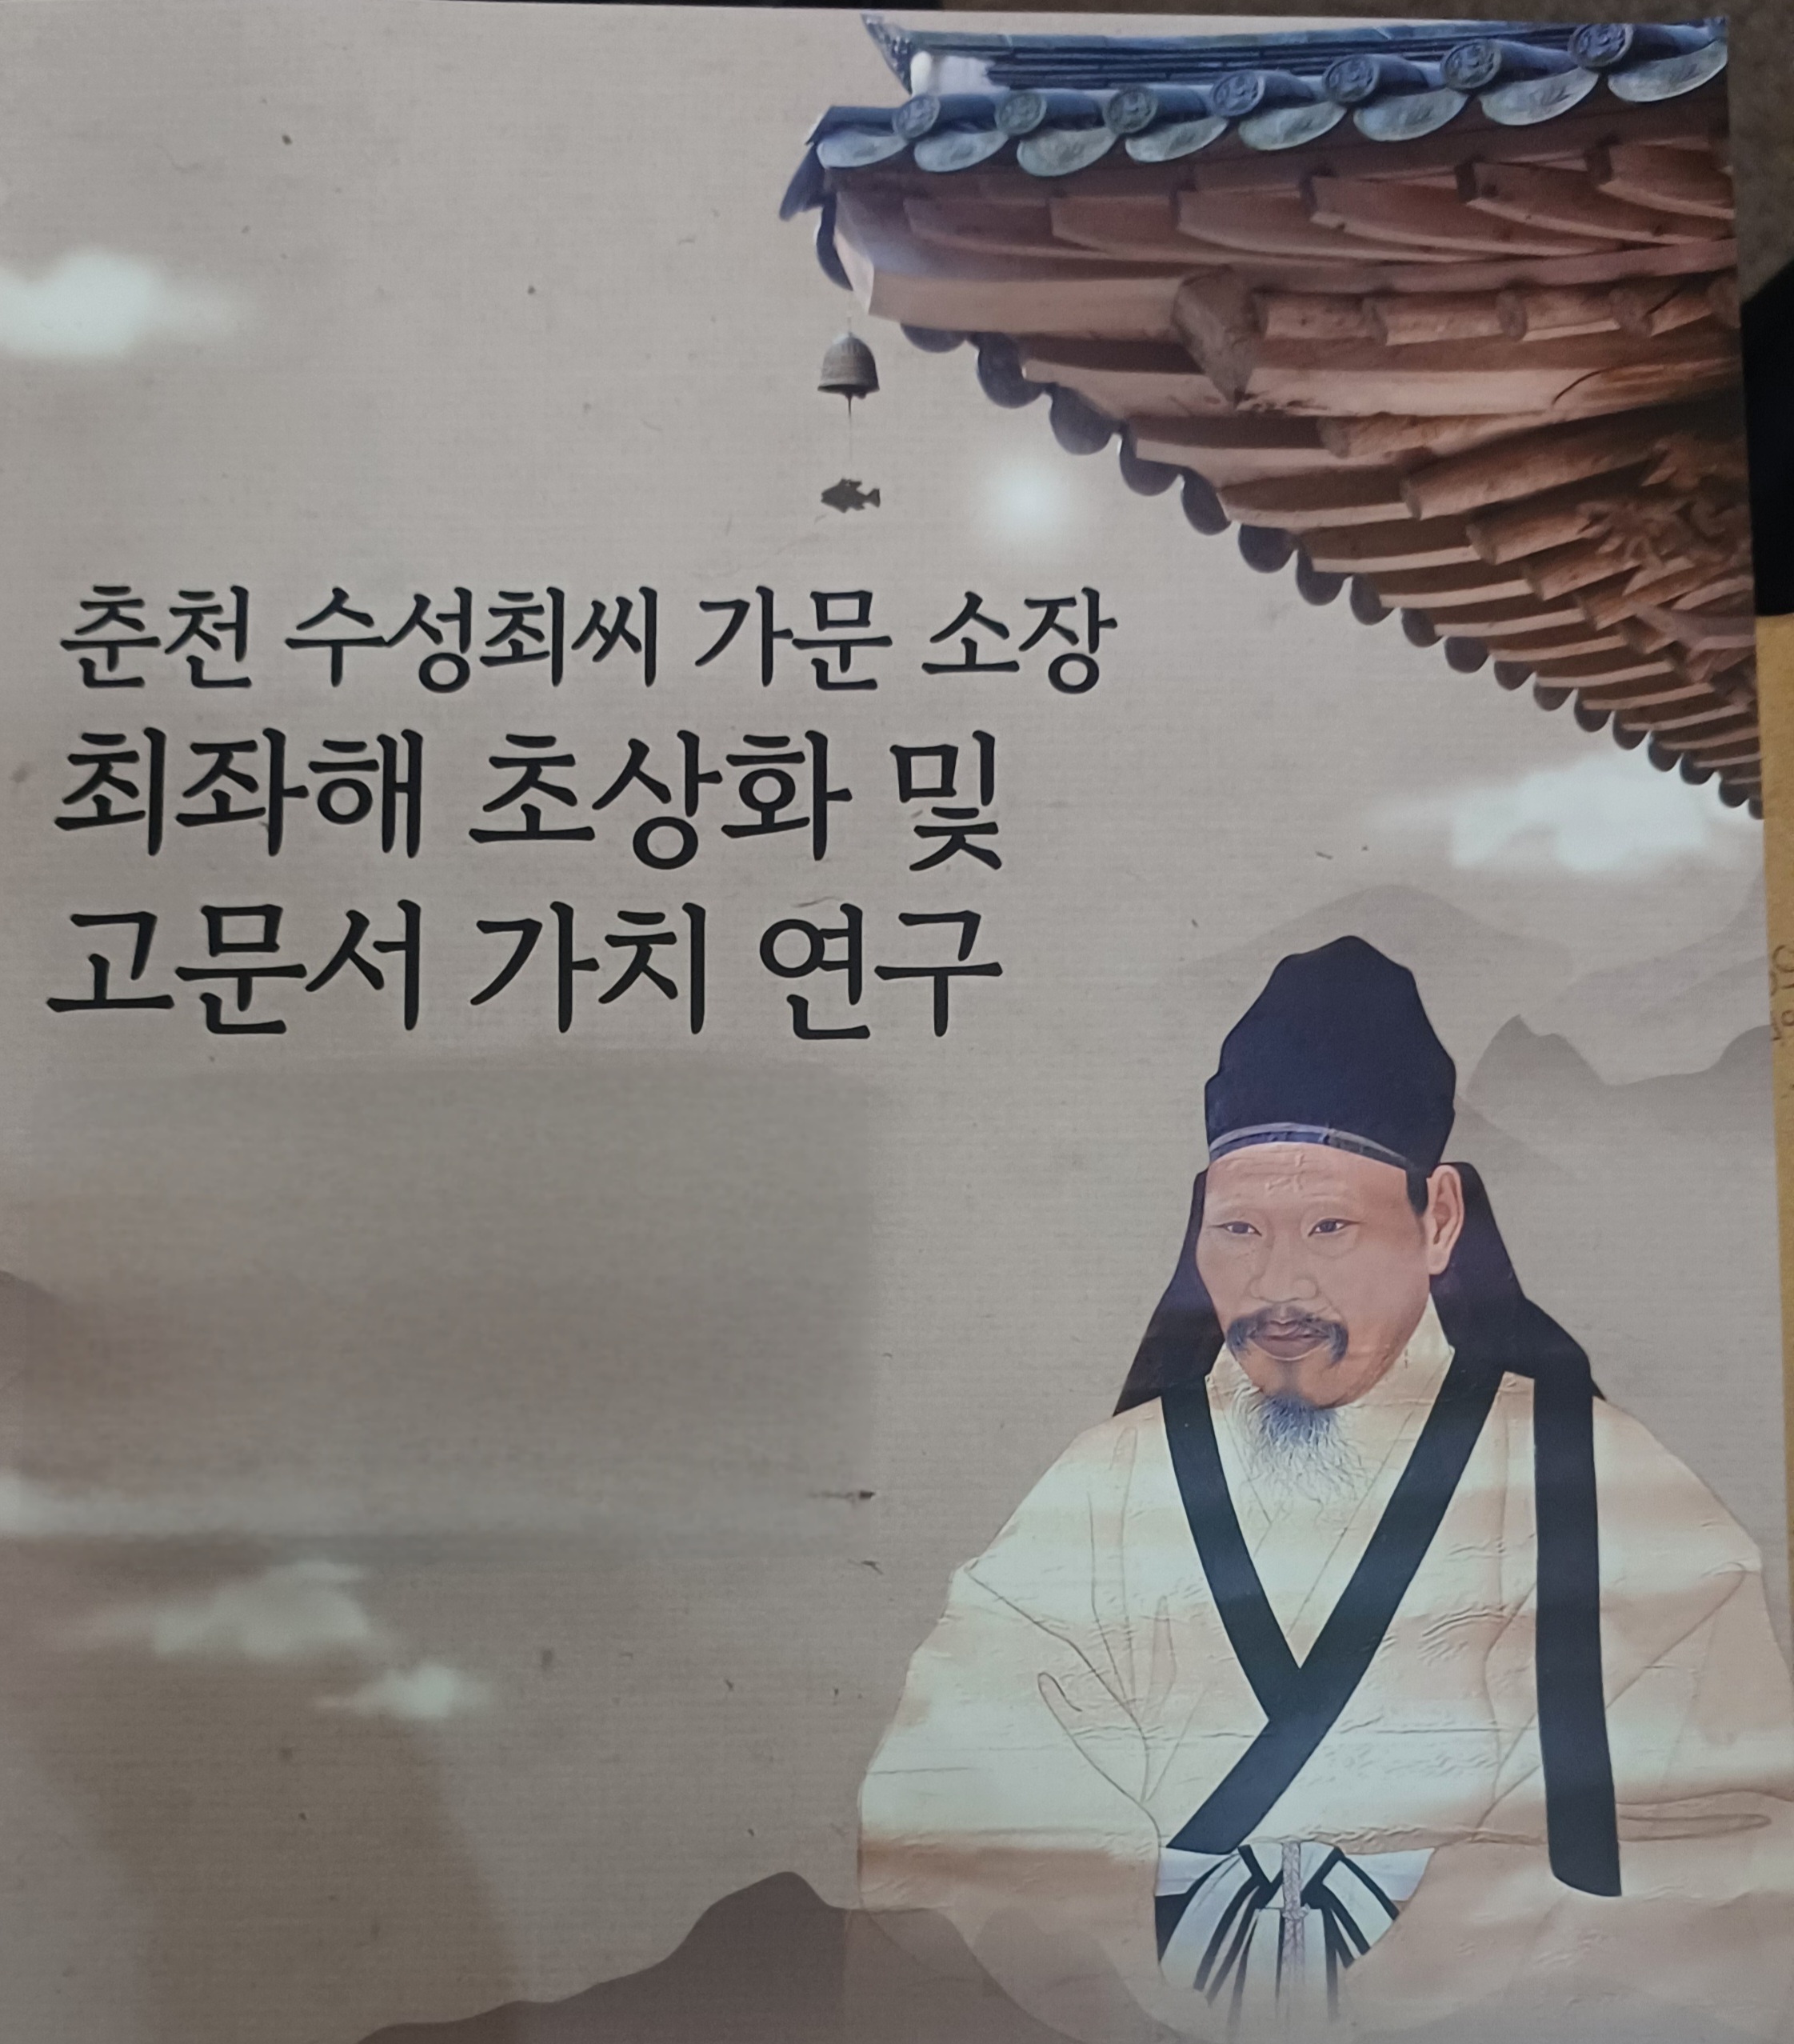 춘천 수성최씨 가문 소장
최좌해 초상화 및
고문서 가치 연구